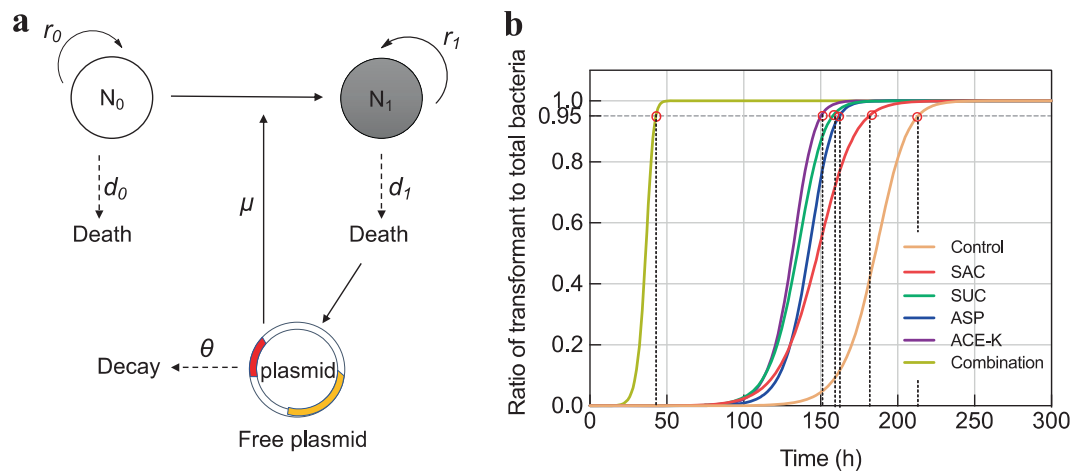 a
r0
r1
N0
N1
d0
d1
μ
Death
Death
θ
Decay
plasmid
Free plasmid
b
Ratio of transformant to total bacteria
1.0
0.95
0.8
0.6
0.4
0.2
0.0
Control
SAC
SUC
ASP
ACE-K
Combination
0
50
100
150
200
250
300
Time (h)